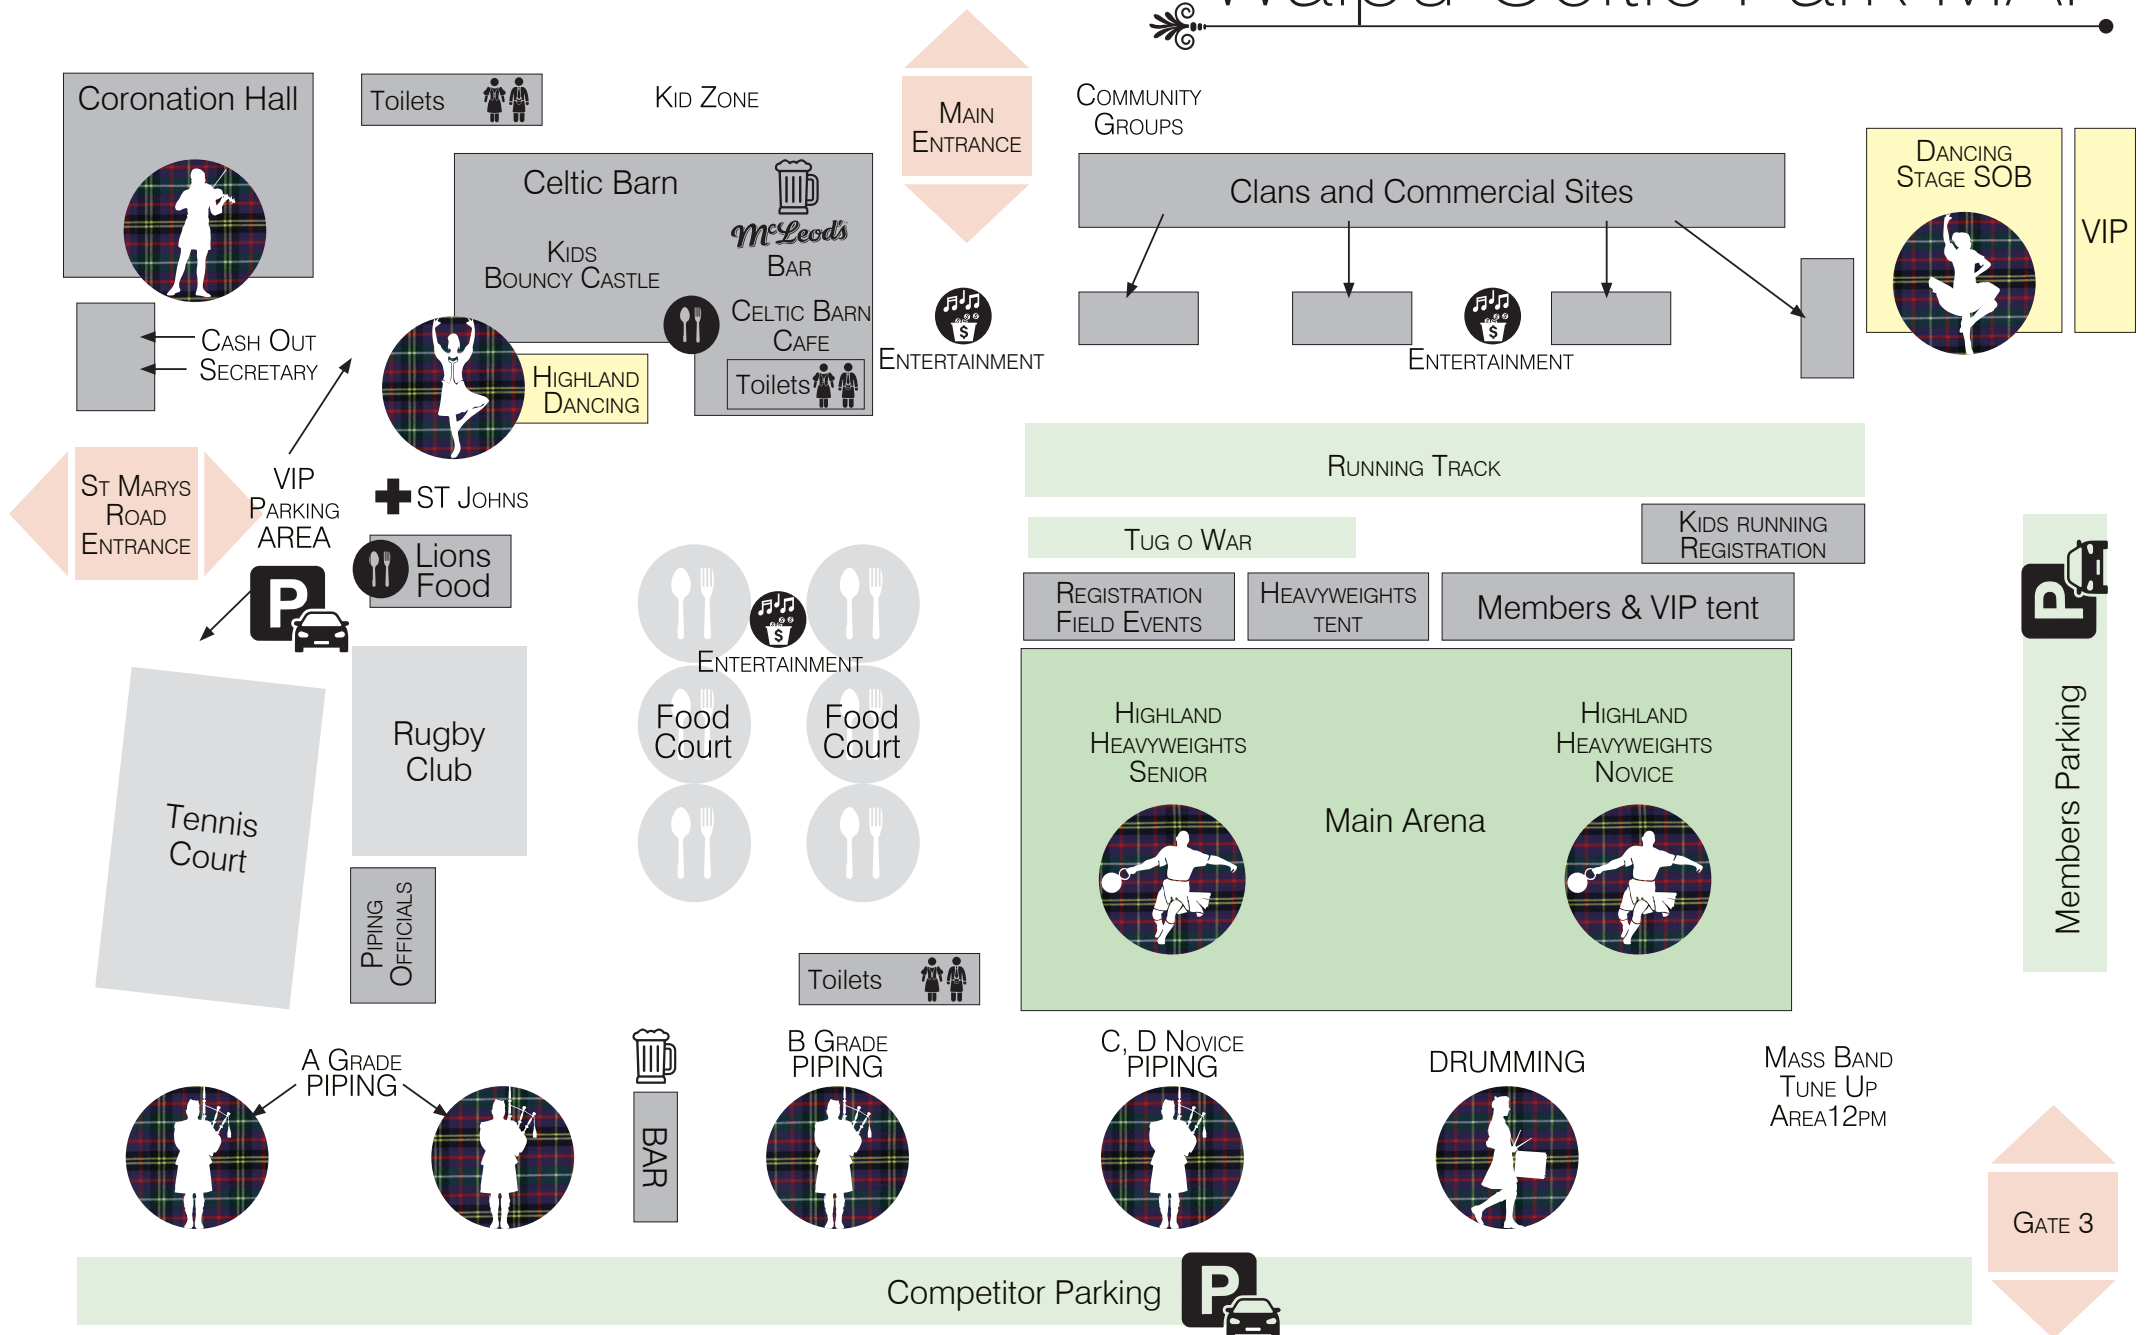 Coronation Hall
Toilets
KID ZONE
MAIN
ENTRANCE
COMMUNITY
GROUPS
Celtic Barn
McLeod's
BAR
KIDS
BOUNCY CASTLE
CELTIC BARN
CAFE
Toilets
HIGHLAND
DANCING
Clans and Commercial Sites
DANCING
STAGE SOB
VIP
ENTERTAINMENT
ENTERTAINMENT
CASH OUT
SECRETARY
ST MARYS
ROAD
ENTRANCE
VIP
PARKING
AREA
P
ST JOHNS
Lions
Food
RUNNING TRACK
TUG O WAR
KIDS RUNNING
REGISTRATION
REGISTRATION
FIELD EVENTS
HEAVYWEIGHTS
TENT
Members & VIP tent
P
Members Parking
ENTERTAINMENT
Food
Court
Food
Court
Rugby
Club
Tennis
Court
PIPING
OFFICIALS
HIGHLAND
HEAVYWEIGHTS
SENIOR
Main Arena
HIGHLAND
HEAVYWEIGHTS
NOVICE
Toilets
A GRADE
PIPING
BAR
B GRADE
PIPING
C, D NOVICE
PIPING
DRUMMING
MASS BAND
TUNE UP
AREA12PM
GATE 3
Competitor Parking
P